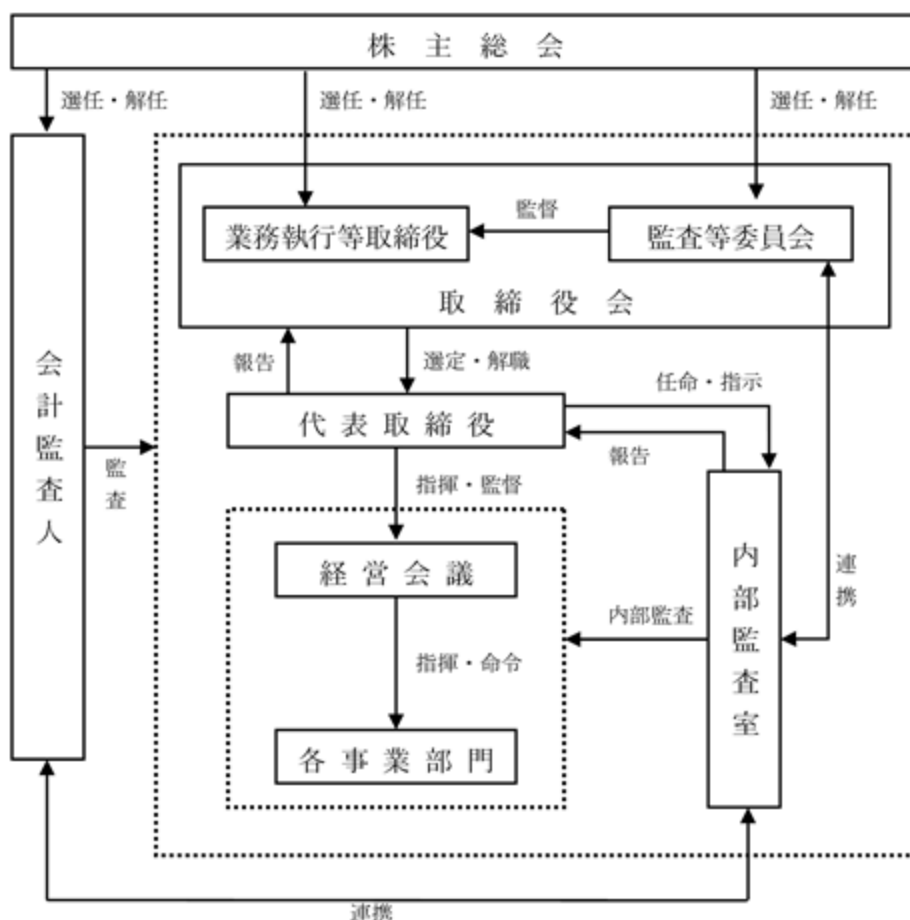 株主総会
選任・解任
選任・解任
選任・解任
業務執行等取締役
監督
監査等委員会
取締役会
会計監査人
監査
報告
選定・解職
代表取締役
任命・指示
報告
指揮・監督
経営会議
内部監査
内部監査室
連携
指揮・命令
各事業部門
連携